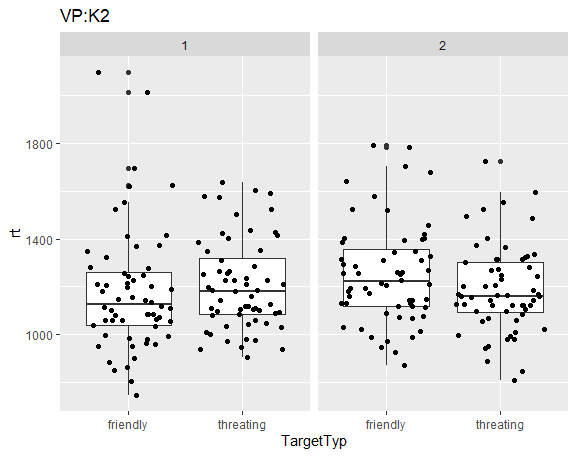 VP:K2
1 2
rt
1800
1400
1000
friendly threating friendly threating
TargetTyp